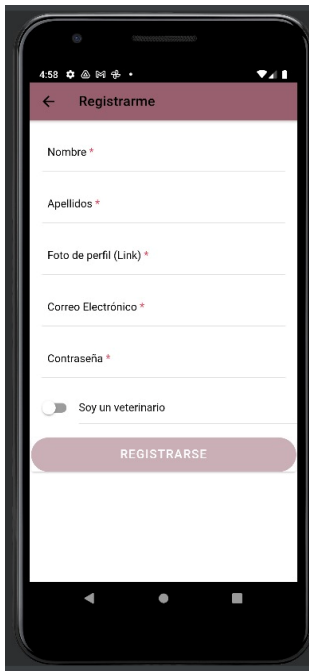 4:58
Registrarme
Nombre *
Apellidos *
Foto de perfil (Link) *
Correo Electrónico *
Contraseña *
Soy un veterinario
REGISTRARSE